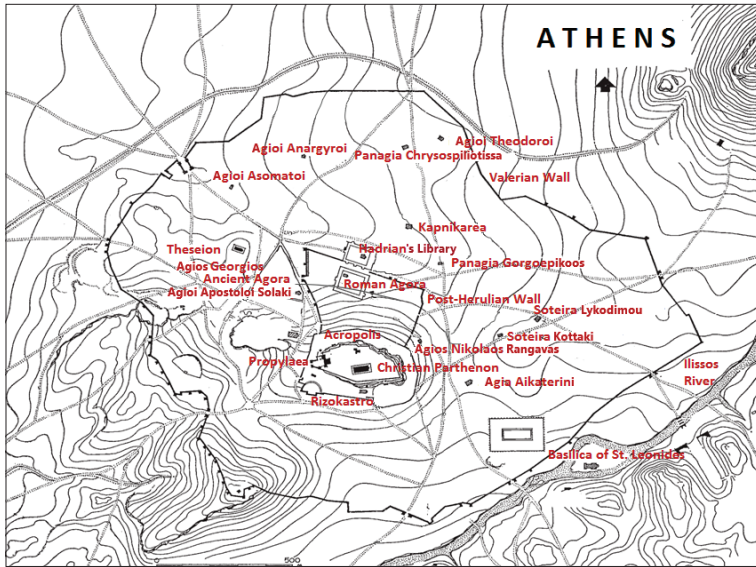 ATHENS
Agioi Anargyroi
Agioi Theodoroi
Panagia Chrysospiliotissa
Agioi Asomatoi
Valerian Wall
Kapnikarea
Theseion
Hadrian's Library
Agios Georgios
Panagia Gorgoepikoos
Ancient Agora
Roman Agora
Agioi Apostoloi Solaki
Post-Herulian Wall
Soteira Lykodimou
Acropolis
Soteira Kottaki
Agios Nikolaos Rangavas
Propylaea
Christian Parthenon
Ilissos
River
Agia Aikaterini
Rizokastro
Basilica of St. Leonides
0
500